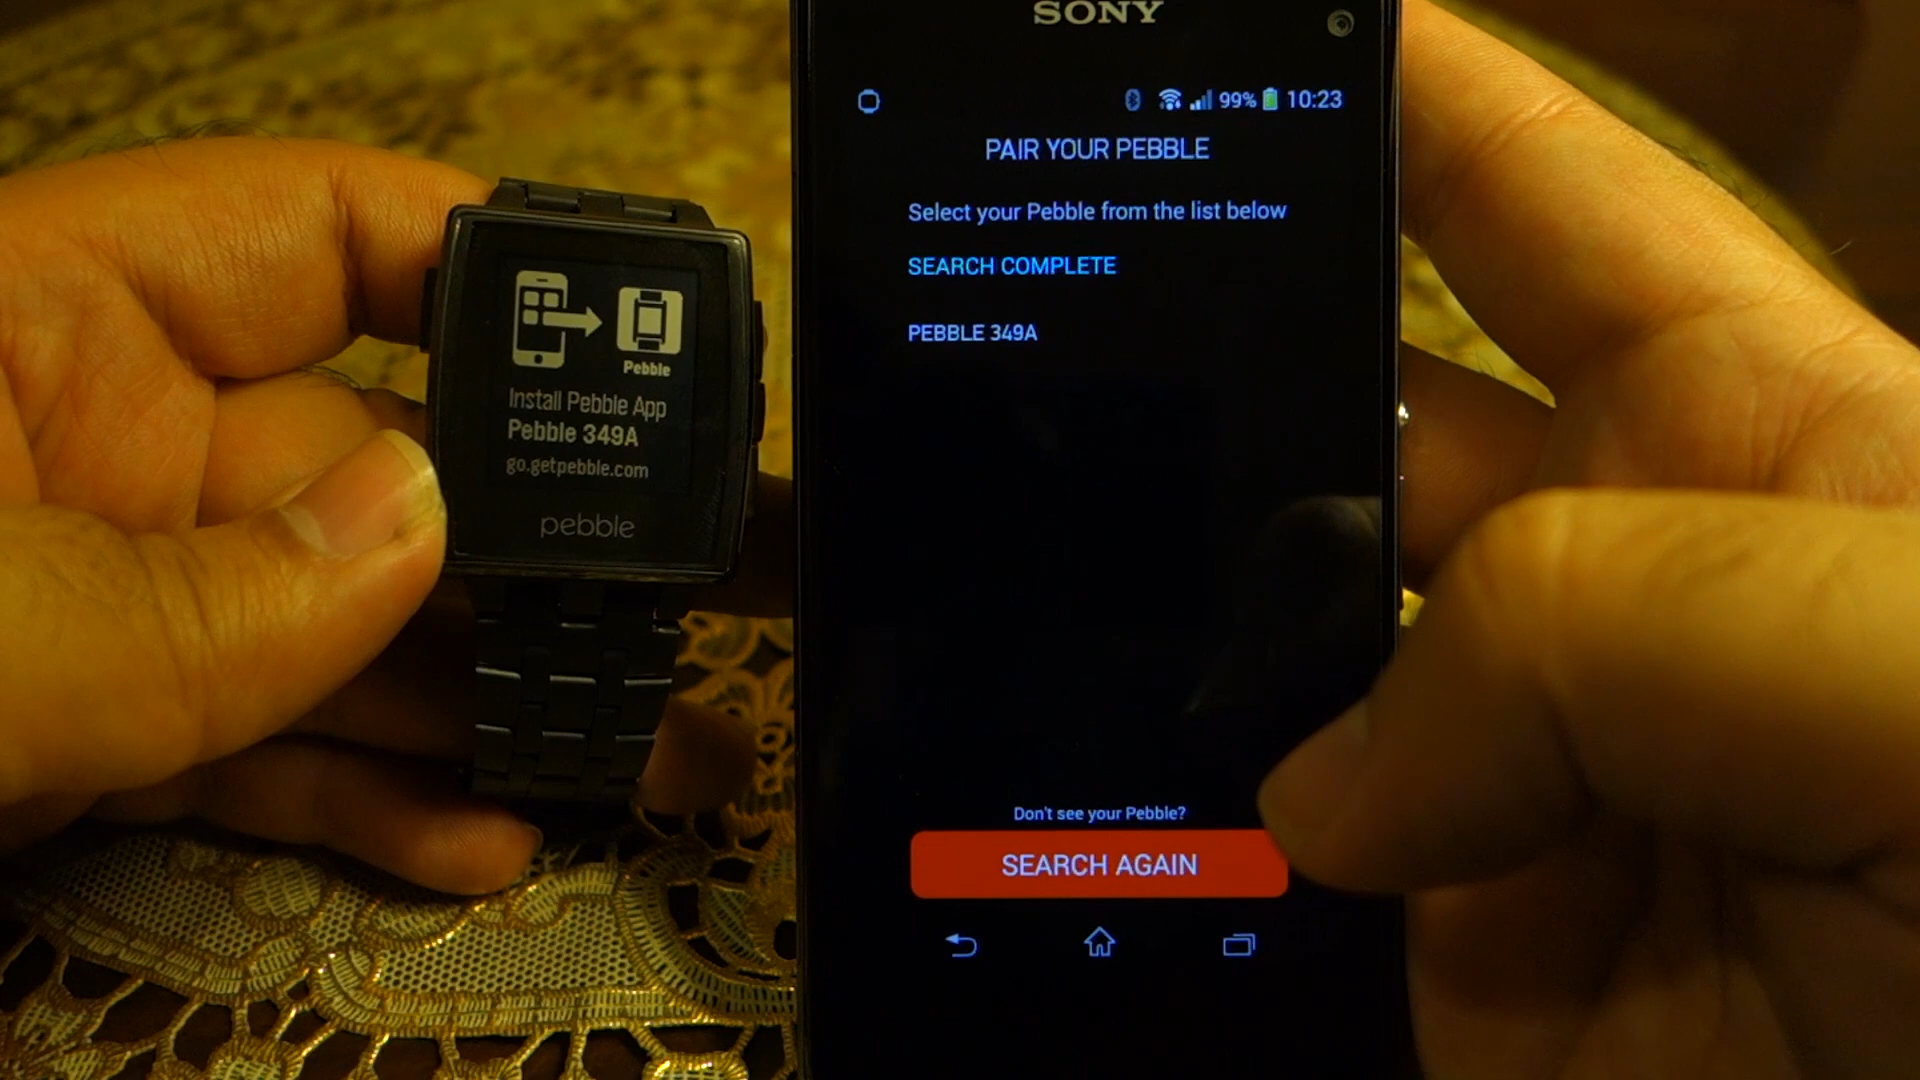 Pebble
Install Pebble App
Pebble 349A
go.getpebble.com
pebble
SONY
99% 10:23
PAIR YOUR PEBBLE
Select your Pebble from the list below
SEARCH COMPLETE
PEBBLE 349A
Don't see your Pebble?
SEARCH AGAIN